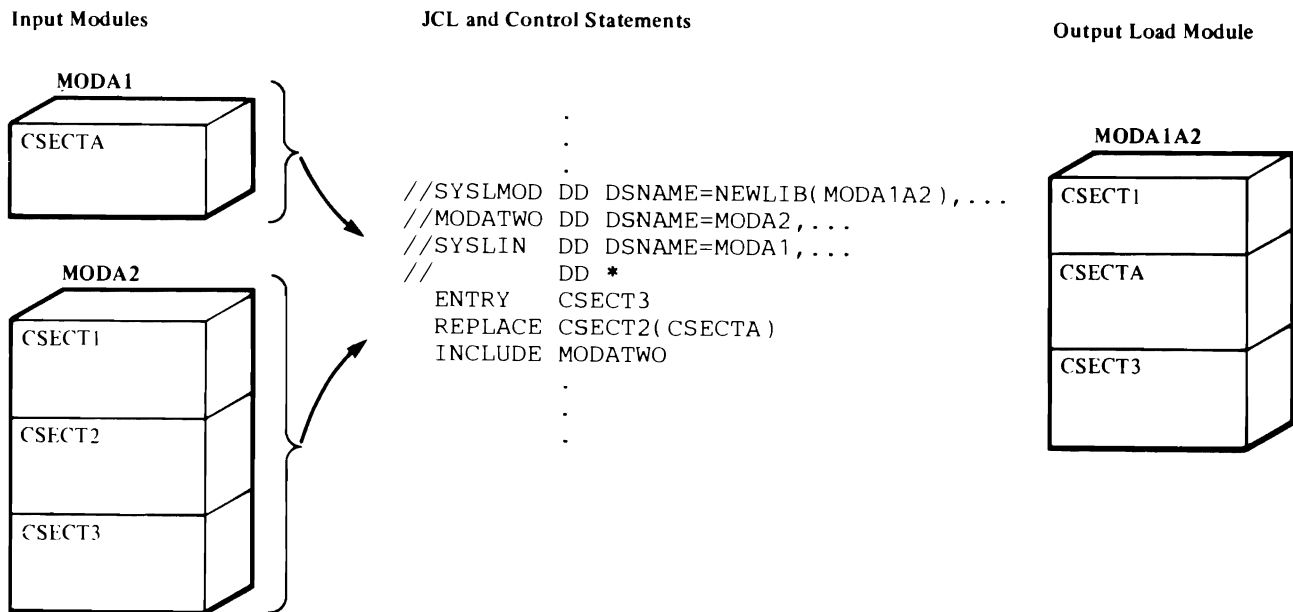 Input Modules
JCL and Control Statements
Output Load Module
MODA1
CSECTA
MODA2
CSECT1
CSECT2
CSECT3
.
.
.
//SYSLMOD DD DSNAME=NEWLIB(MODA1A2),...
//MODATWO DD DSNAME=MODA2,...
//SYSLIN DD DSNAME=MODA1,...
// DD *
ENTRY CSECT3
REPLACE CSECT2(CSECTA)
INCLUDE MODATWO
.
.
.
MODA1A2
CSECT1
CSECTA
CSECT3